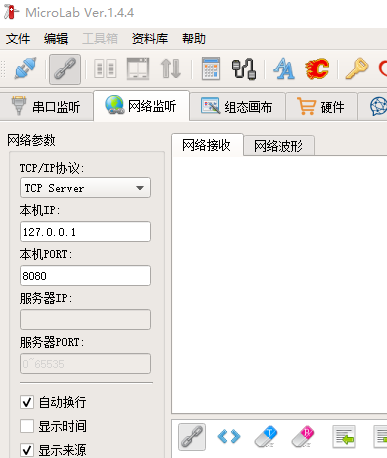 MicroLab Ver.1.4.4
文件 编辑 工具箱 资料库 帮助
串口监听 网络监听 组态画布 硬件
网络参数
网络接收 网络波形
TCP/IP协议:
TCP Server
本机IP:
127.0.0.1
本机PORT:
8080
服务器IP:
服务器PORT:
0~65535
自动换行
显示时间
显示来源